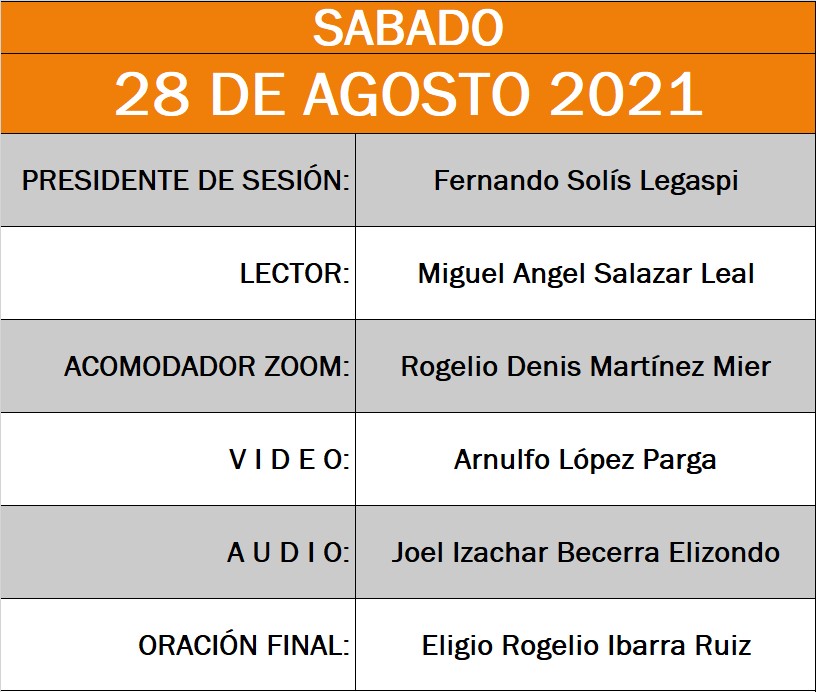 SABADO
28 DE AGOSTO 2021
PRESIDENTE DE SESIÓN: Fernando Solís Legaspi
LECTOR: Miguel Angel Salazar Leal
ACOMODADOR ZOOM: Rogelio Denis Martínez Mier
V I D E O: Arnulfo López Parga
A U D I O: Joel Izachar Becerra Elizondo
ORACIÓN FINAL: Eligio Rogelio Ibarra Ruiz